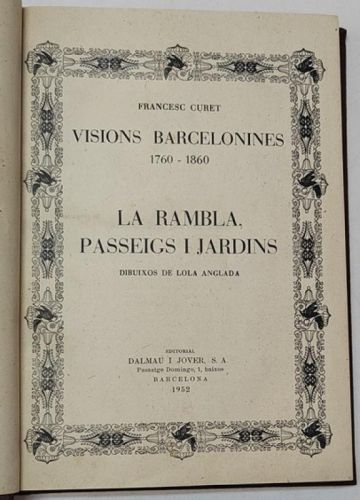 FRANCESC CURET
VISIONS BARCELONINES
1760 - 1860
LA RAMBLA,
PASSEIGS I JARDINS
DIBUIXOS DE LOLA ANGLADA
EDITORIAL
DALMAU I JOVER, S. A.
Passatge Domingo, 1, baixos
BARCELONA
1952